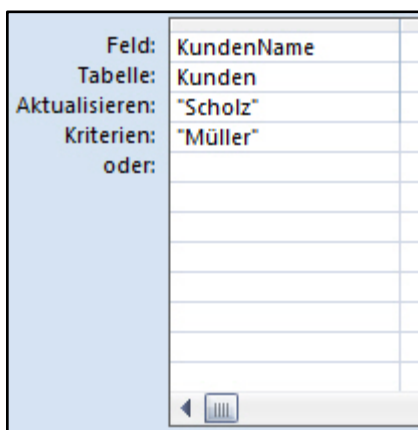 Feld: KundenName
Tabelle: Kunden
Aktualisieren: "Scholz"
Kriterien: "Müller"
oder: